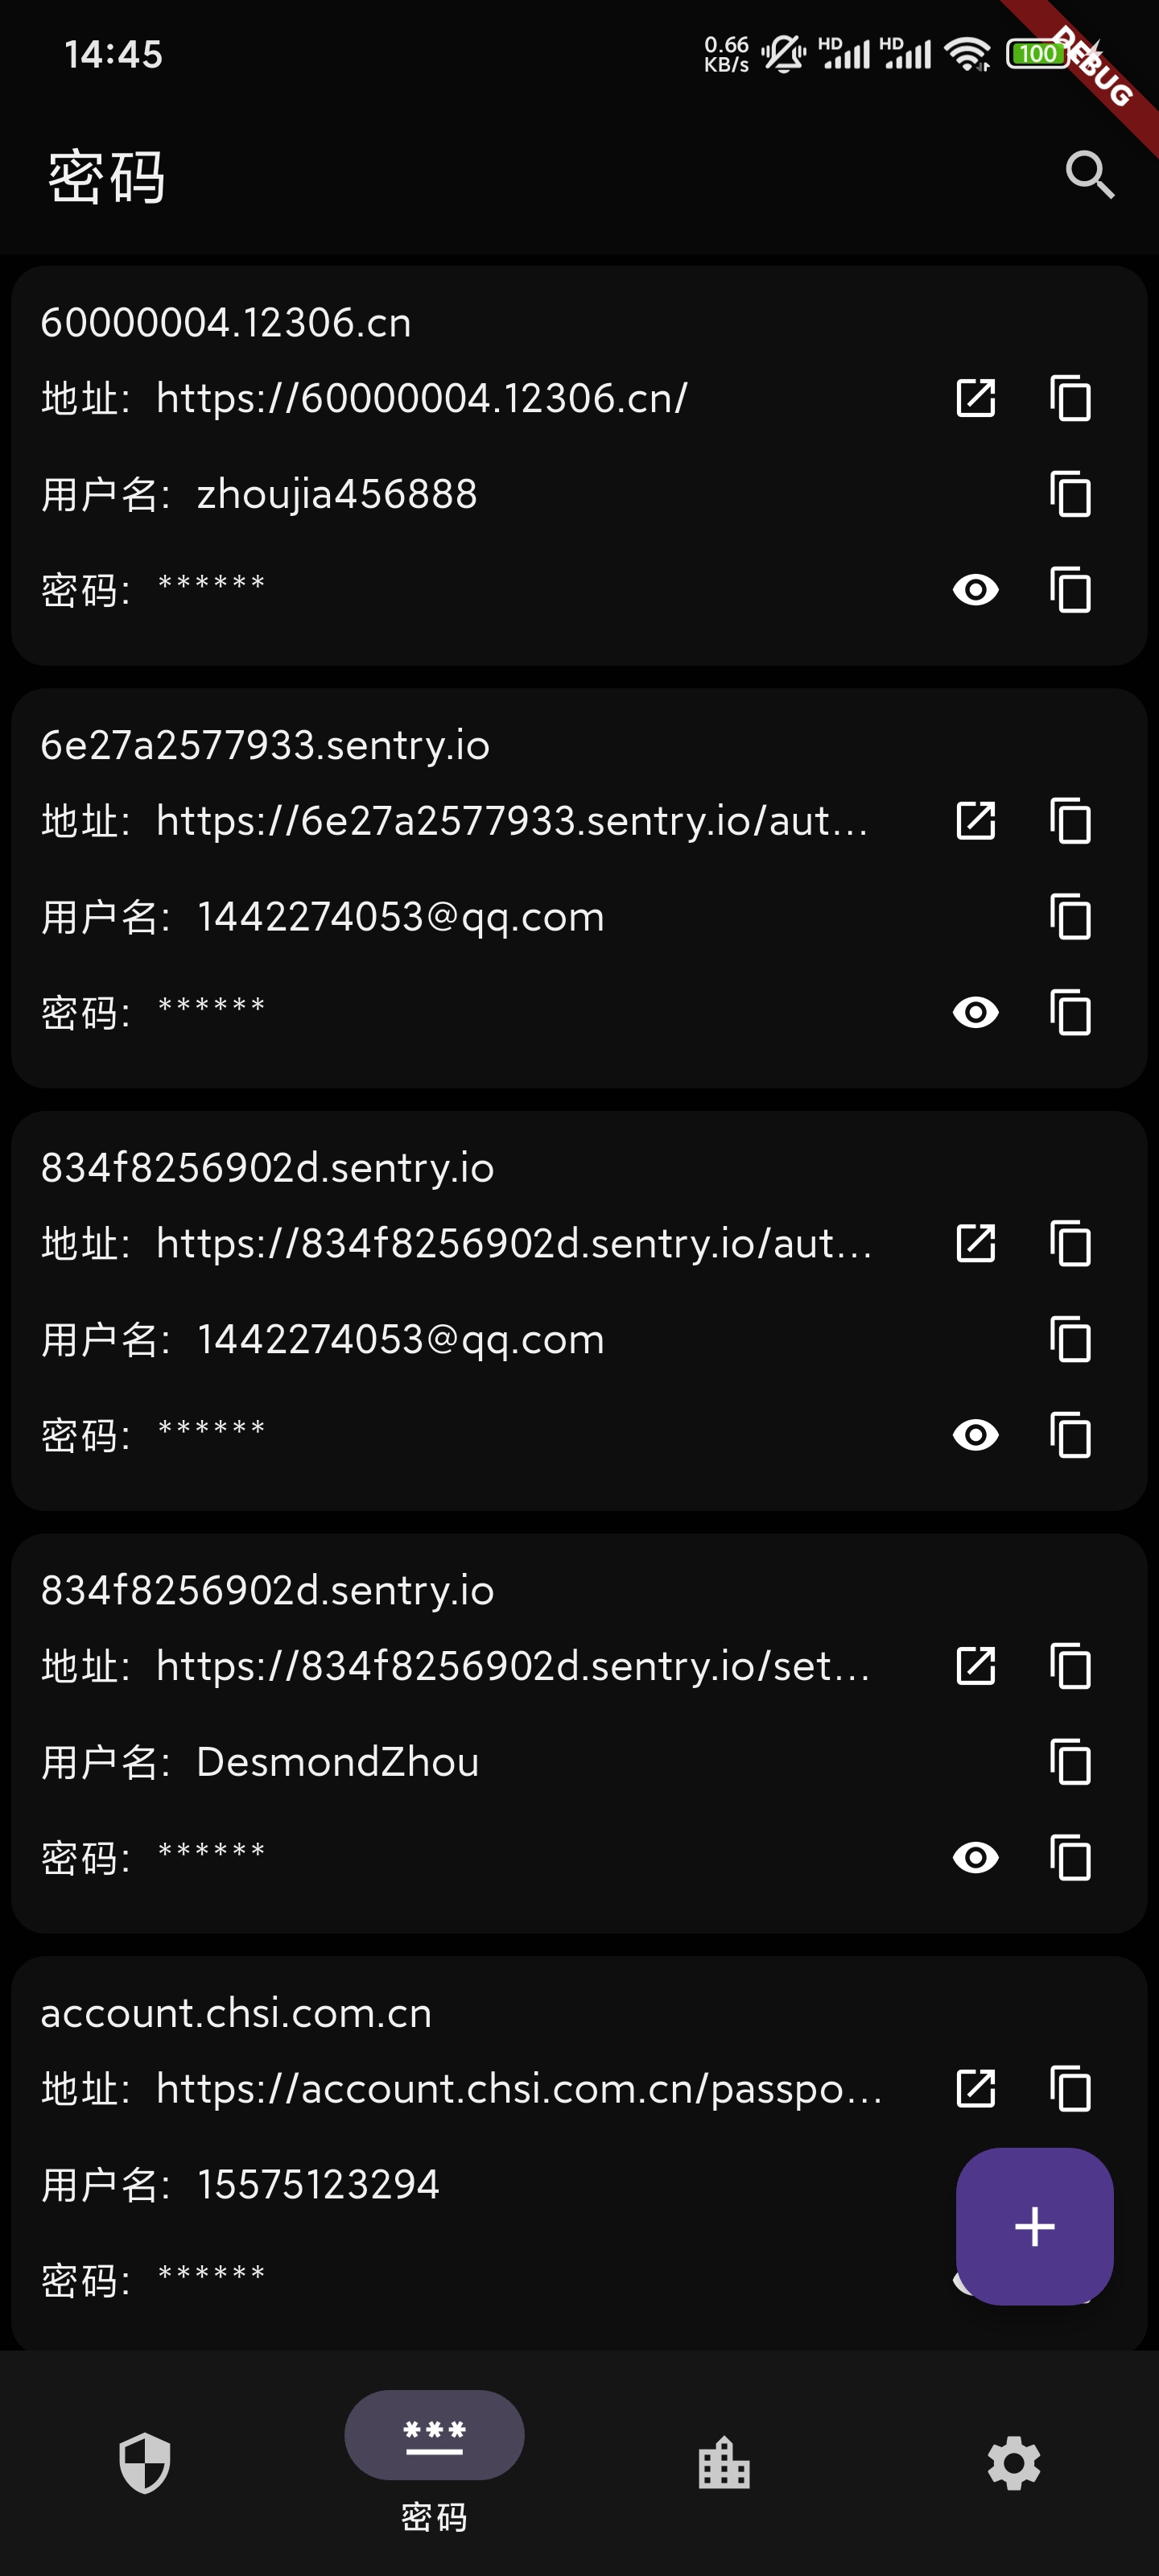 14:45
0.66
KB/s
HD
HD
100
DEBUG
密码
60000004.12306.cn
地址: https://60000004.12306.cn/
用户名: zhoujia456888
密码: ******
6e27a2577933.sentry.io
地址: https://6e27a2577933.sentry.io/aut...
用户名: 1442274053@qq.com
密码: ******
834f8256902d.sentry.io
地址: https://834f8256902d.sentry.io/aut...
用户名: 1442274053@qq.com
密码: ******
834f8256902d.sentry.io
地址: https://834f8256902d.sentry.io/set...
用户名: DesmondZhou
密码: ******
account.chsi.com.cn
地址: https://account.chsi.com.cn/passpo...
用户名: 15575123294
密码: ******
密码